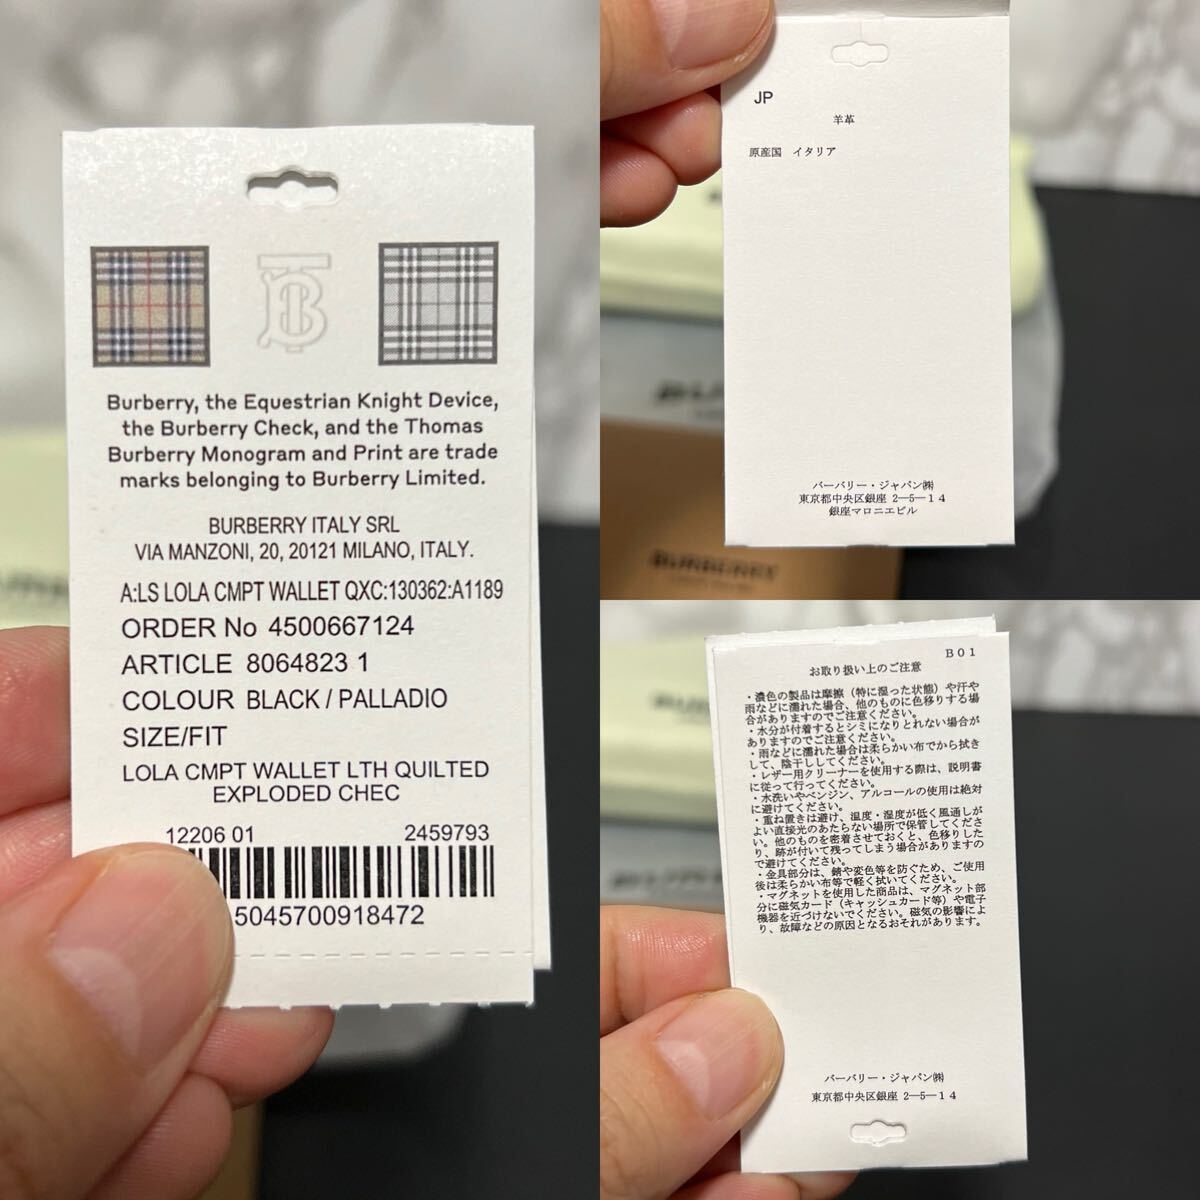 Burberry, the Equestrian Knight Device,
the Burberry Check, and the Thomas
Burberry Monogram and Print are trade
marks belonging to Burberry Limited.
BURBERRY ITALY SRL
VIA MANZONI, 20, 20121 MILANO, ITALY.
A:LS LOLA CMPT WALLET QXC:130362:A1189
ORDER No 4500667124
ARTICLE 8064823 1
COLOUR BLACK / PALLADIO
SIZE/FIT
LOLA CMPT WALLET LTH QUILTED
EXPLODED CHEC
12206 01 2459793
5045700918472
JP
羊革
原産国 イタリア
バーバリー・ジャパン㈱
東京都中央区銀座 2―5―14
銀座マロニエビル
BURBERRY
B01
お取り扱い上のご注意
・濃色の製品は摩擦（特に湿った状態）や汗や
雨などに濡れた場合、他のものに色移りする場
合がありますのでご注意ください。
・水分が付着するとシミになりとれない場合が
ありますのでご注意ください。
・雨などに濡れた場合は柔らかい布でから拭き
して、陰干ししてください。
・レザー用クリーナーを使用する際は、説明書
に従って行ってください。
・水洗いやベンジン、アルコールの使用は絶対
に避けてください。
・重ね置きは避け、温度・湿度が低く風通しが
よい直接光のあたらない場所で保管してくださ
い。他のものを密着させておくと、色移りした
り、跡が付いて残ってしまう場合がありますの
で避けてください。
・金具部分は、錆や変色等を防ぐため、ご使用
後は柔らかい布等で軽く拭いてください。
・マグネットを使用した商品は、マグネット部
分に磁気カード（キャッシュカード等）や電子
機器を近づけないでください。磁気の影響によ
り、故障などの原因となるおそれがあります。
バーバリー・ジャパン㈱
東京都中央区銀座 2―5―14